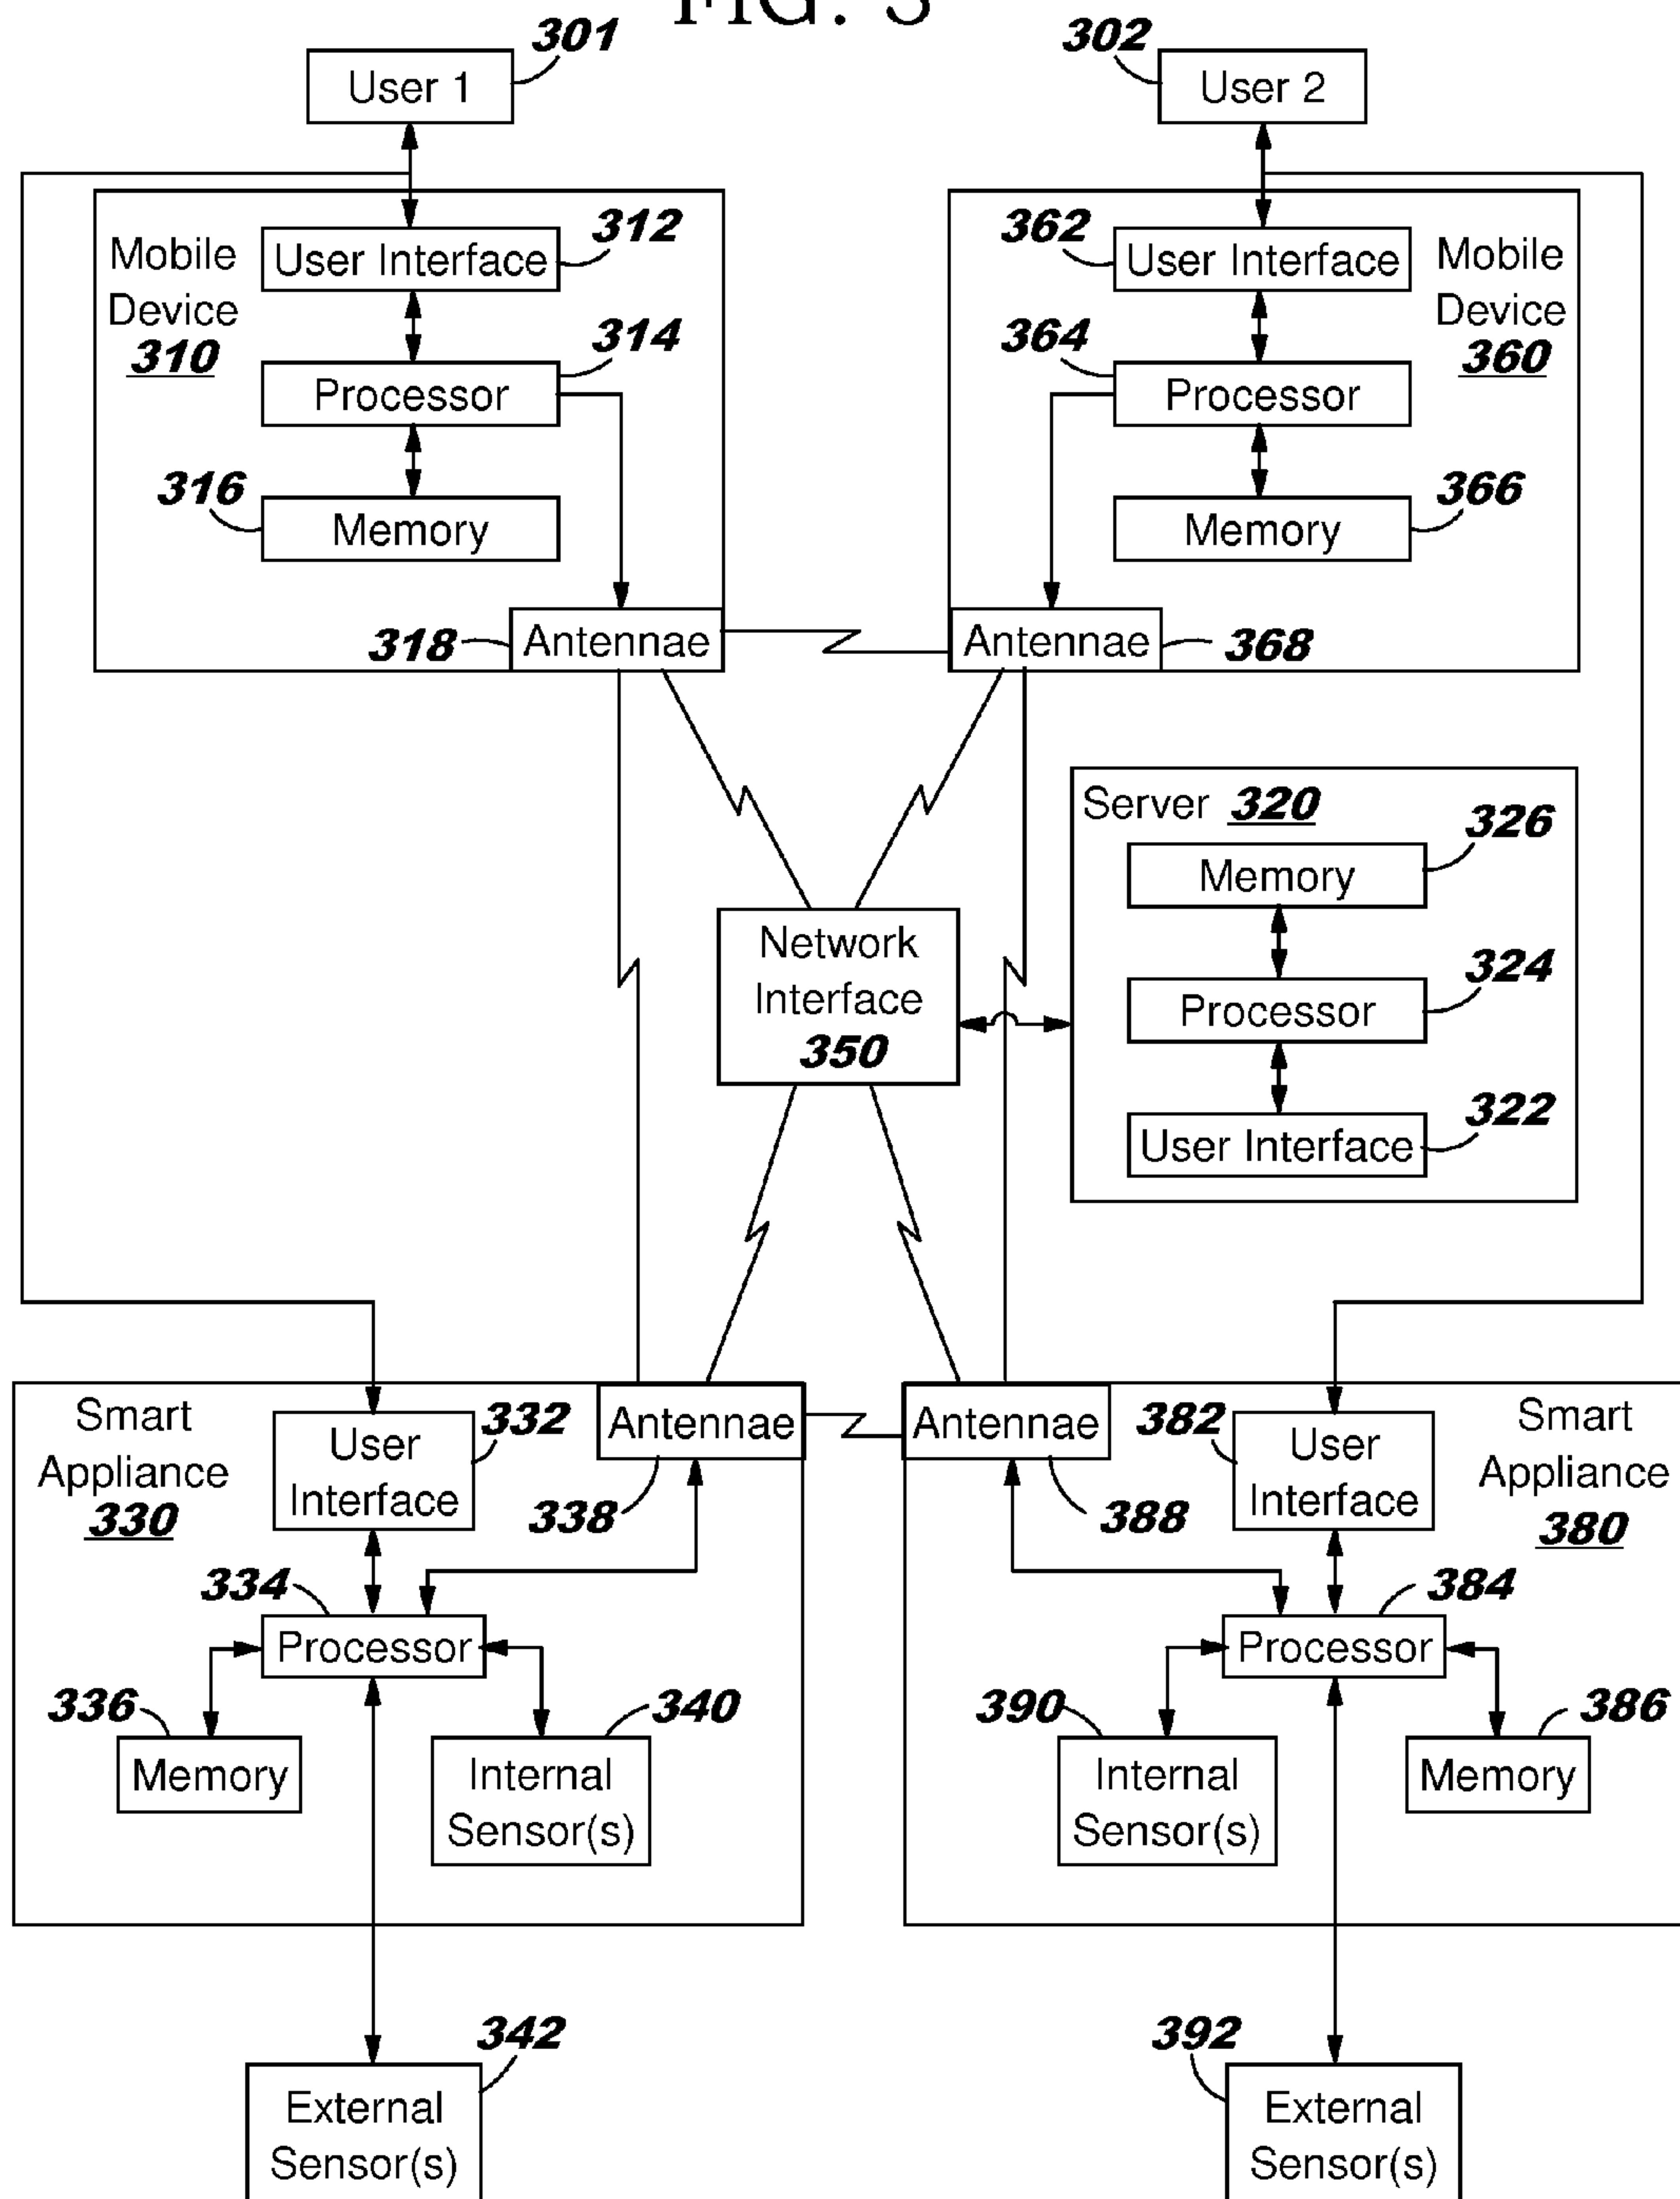 FIG. 3
301
302
User 1
User 2
Mobile
Device
310
User Interface
312
Processor
314
316
Memory
318
Antennae
362
User Interface
Mobile
Device
360
364
Processor
Memory
366
Antennae
368
Server 320
Memory
326
Processor
324
User Interface
322
Network
Interface
350
Smart
Appliance
330
User
Interface
332
Antennae
338
334
Processor
336
Memory
340
Internal
Sensor(s)
342
External
Sensor(s)
Antennae
388
382
User
Interface
Smart
Appliance
380
384
Processor
390
Internal
Sensor(s)
386
Memory
392
External
Sensor(s)